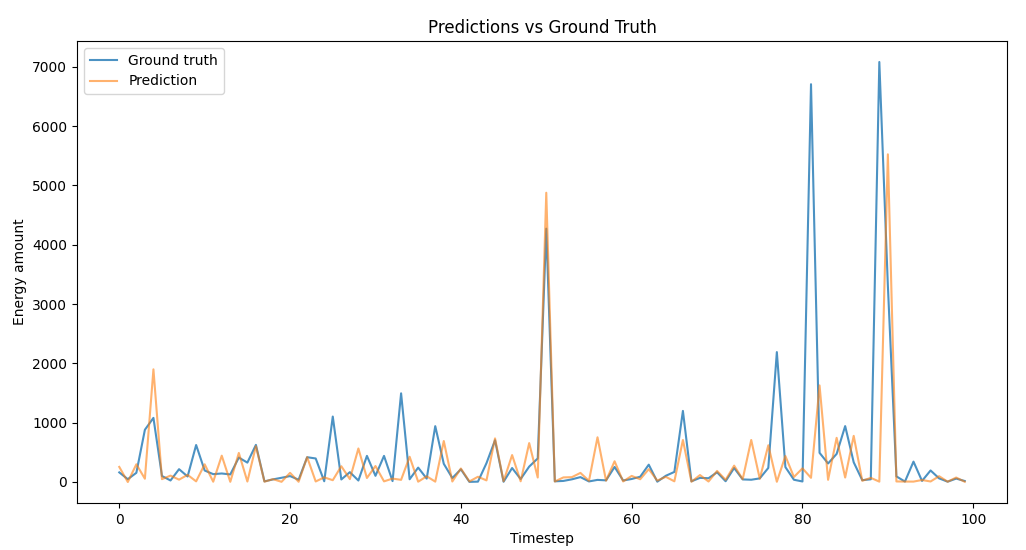 Predictions vs Ground Truth
Ground truth
Prediction
7000
6000
5000
4000
3000
2000
1000
0
Energy amount
0 20 40 60 80 100
Timestep